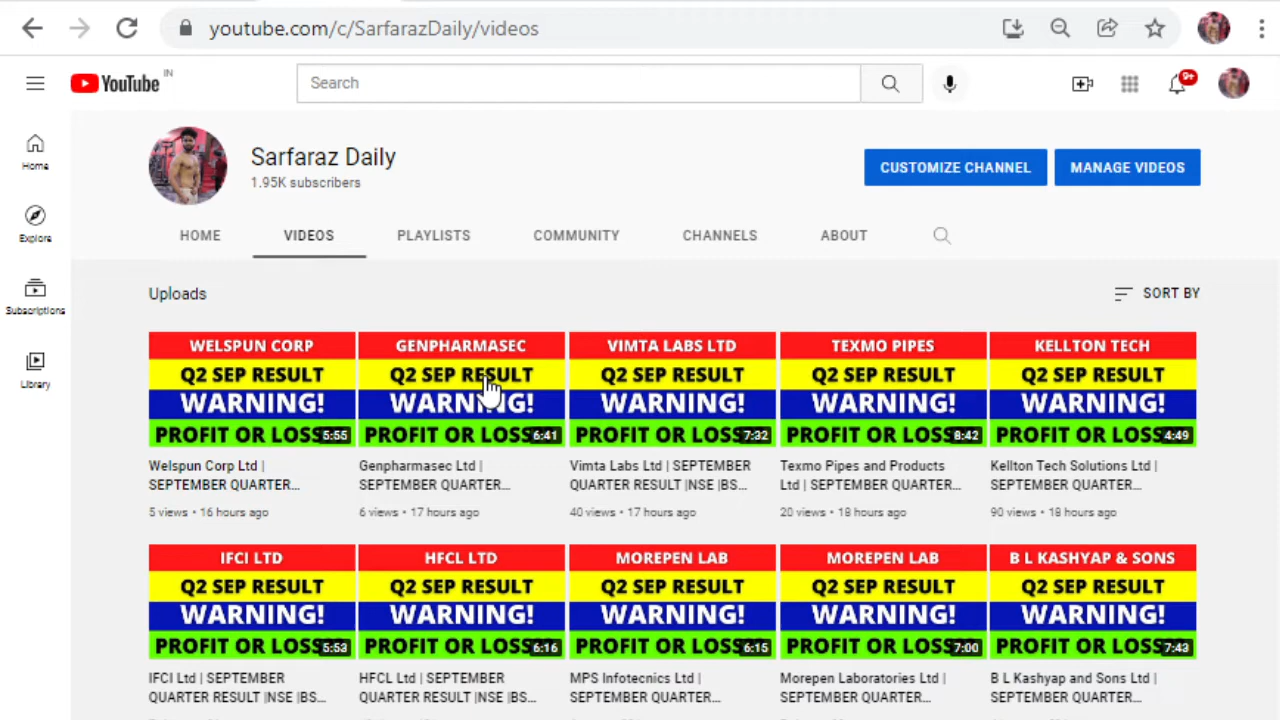 youtube.com/c/SarfarazDaily/videos
YouTube IN
Search
9+
Home
Explore
Subscriptions
Library
Sarfaraz Daily
1.95K subscribers
CUSTOMIZE CHANNEL
MANAGE VIDEOS
HOME
VIDEOS
PLAYLISTS
COMMUNITY
CHANNELS
ABOUT
Uploads
SORT BY
WELSPUN CORP
Q2 SEP RESULT
WARNING!
PROFIT OR LOSS
5:55
Welspun Corp Ltd |
SEPTEMBER QUARTER...
5 views • 16 hours ago
GENPHARMASEC
Q2 SEP RESULT
WARNING!
PROFIT OR LOSS
6:41
Genpharmasec Ltd |
SEPTEMBER QUARTER...
6 views • 17 hours ago
VIMTA LABS LTD
Q2 SEP RESULT
WARNING!
PROFIT OR LOSS
7:32
Vimta Labs Ltd | SEPTEMBER
QUARTER RESULT |NSE |BS...
40 views • 17 hours ago
TEXMO PIPES
Q2 SEP RESULT
WARNING!
PROFIT OR LOSS
8:42
Texmo Pipes and Products
Ltd | SEPTEMBER QUARTER...
20 views • 18 hours ago
KELLTON TECH
Q2 SEP RESULT
WARNING!
PROFIT OR LOSS
4:49
Kellton Tech Solutions Ltd |
SEPTEMBER QUARTER...
90 views • 18 hours ago
IFCI LTD
Q2 SEP RESULT
WARNING!
PROFIT OR LOSS
5:53
IFCI Ltd | SEPTEMBER
QUARTER RESULT |NSE |BS...
HFCL LTD
Q2 SEP RESULT
WARNING!
PROFIT OR LOSS
6:16
HFCL Ltd | SEPTEMBER
QUARTER RESULT |NSE |BS...
MOREPEN LAB
Q2 SEP RESULT
WARNING!
PROFIT OR LOSS
6:15
MPS Infotecnics Ltd |
SEPTEMBER QUARTER...
MOREPEN LAB
Q2 SEP RESULT
WARNING!
PROFIT OR LOSS
7:00
Morepen Laboratories Ltd |
SEPTEMBER QUARTER...
B L KASHYAP & SONS
Q2 SEP RESULT
WARNING!
PROFIT OR LOSS
7:43
B L Kashyap and Sons Ltd |
SEPTEMBER QUARTER...